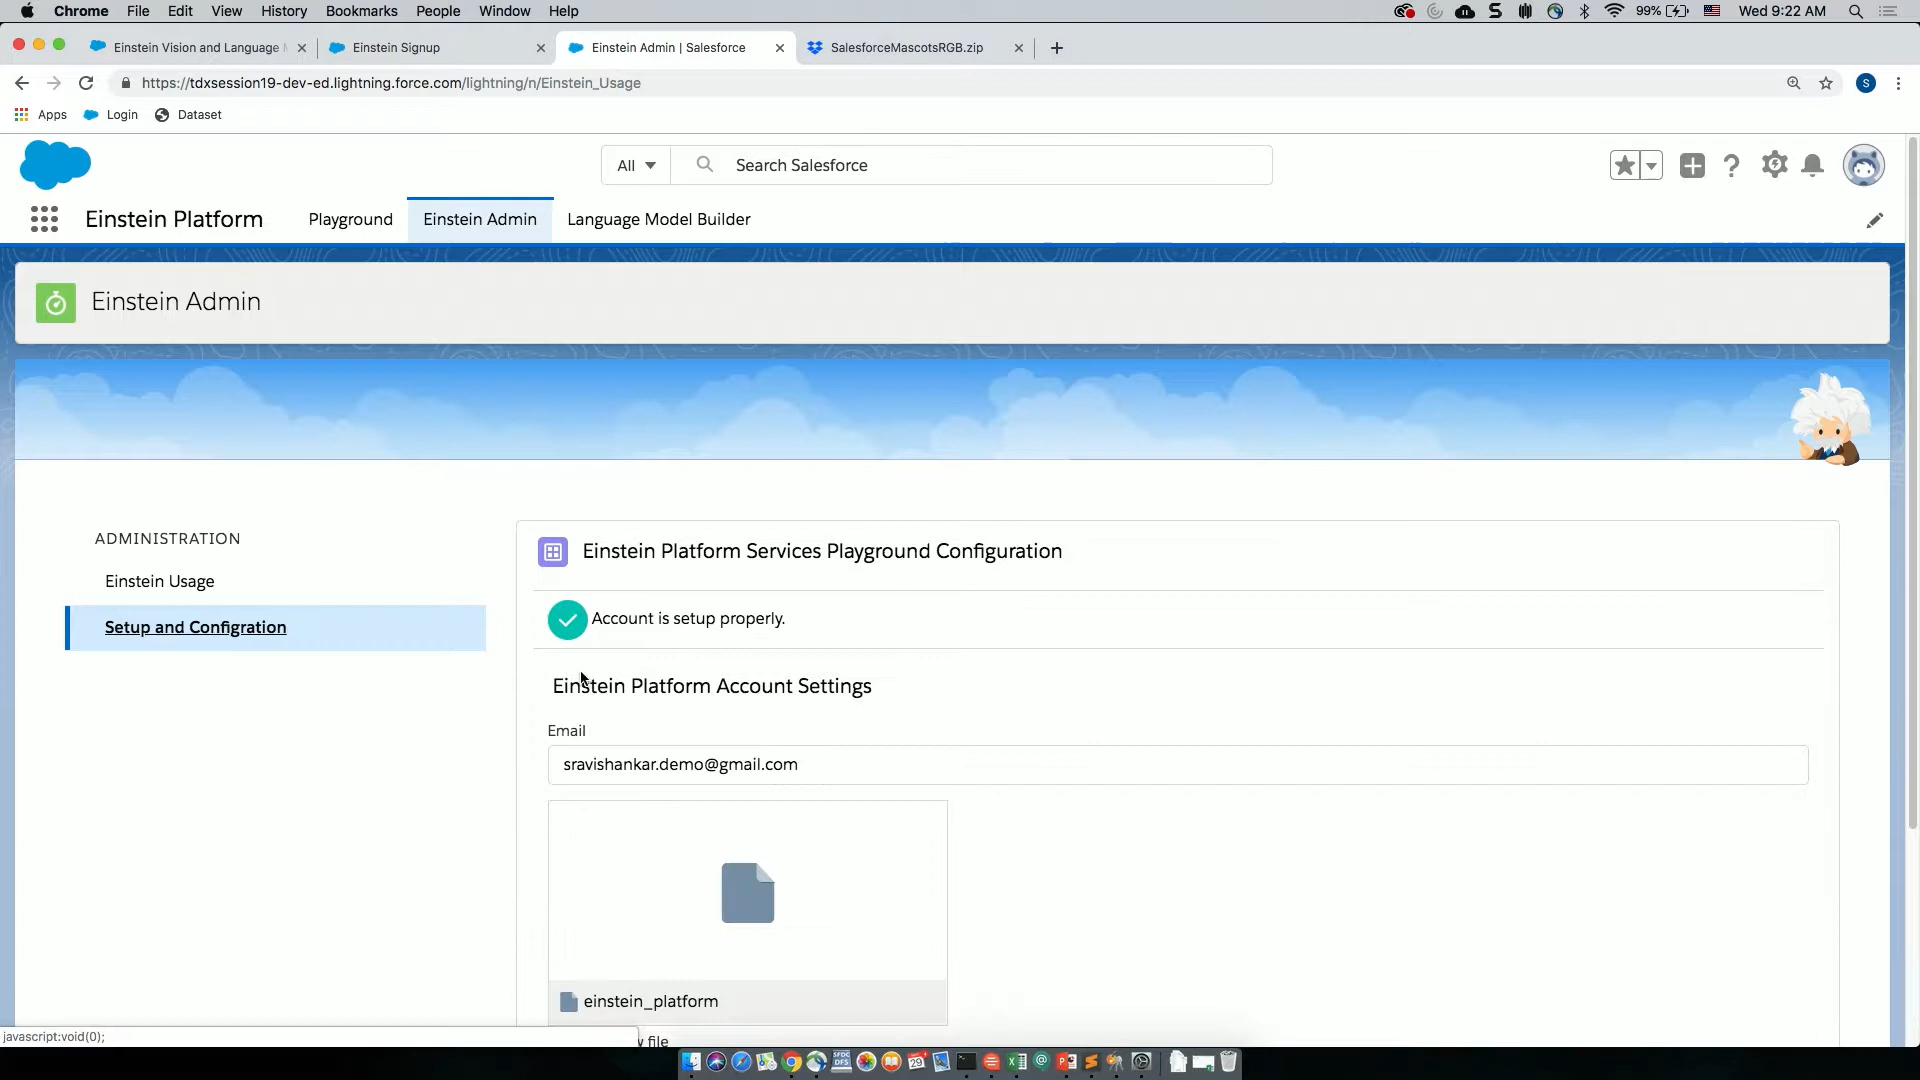 Chrome File Edit View History Bookmarks People Window Help
99% Wed 9:22 AM
Einstein Vision and Language
Einstein Signup
Einstein Admin | Salesforce
SalesforceMascotsRGB.zip
https://tdxsession19-dev-ed.lightning.force.com/lightning/n/Einstein_Usage
S
Apps Login Dataset
All Search Salesforce
Einstein Platform Playground Einstein Admin Language Model Builder
Einstein Admin
ADMINISTRATION
Einstein Usage
Setup and Configration
Einstein Platform Services Playground Configuration
Account is setup properly.
Einstein Platform Account Settings
Email
sravishankar.demo@gmail.com
einstein_platform
file
javascript:void(0);